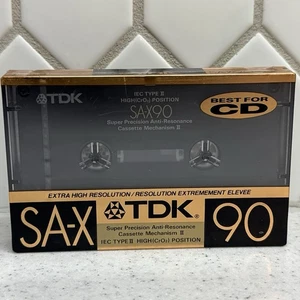 TDK
IEC TYPE II
HIGH(CrO₂) POSITION
SA-X90
Super Precision Anti-Resonance
Cassette Mechanism II
BEST FOR
CD
EXTRA HIGH RESOLUTION/RESOLUTION EXTREMEMENT ELEVEE
SA-X TDK® 90
Super Precision Anti-Resonance
Cassette Mechanism II
IEC TYPE II HIGH(CrO₂) POSITION